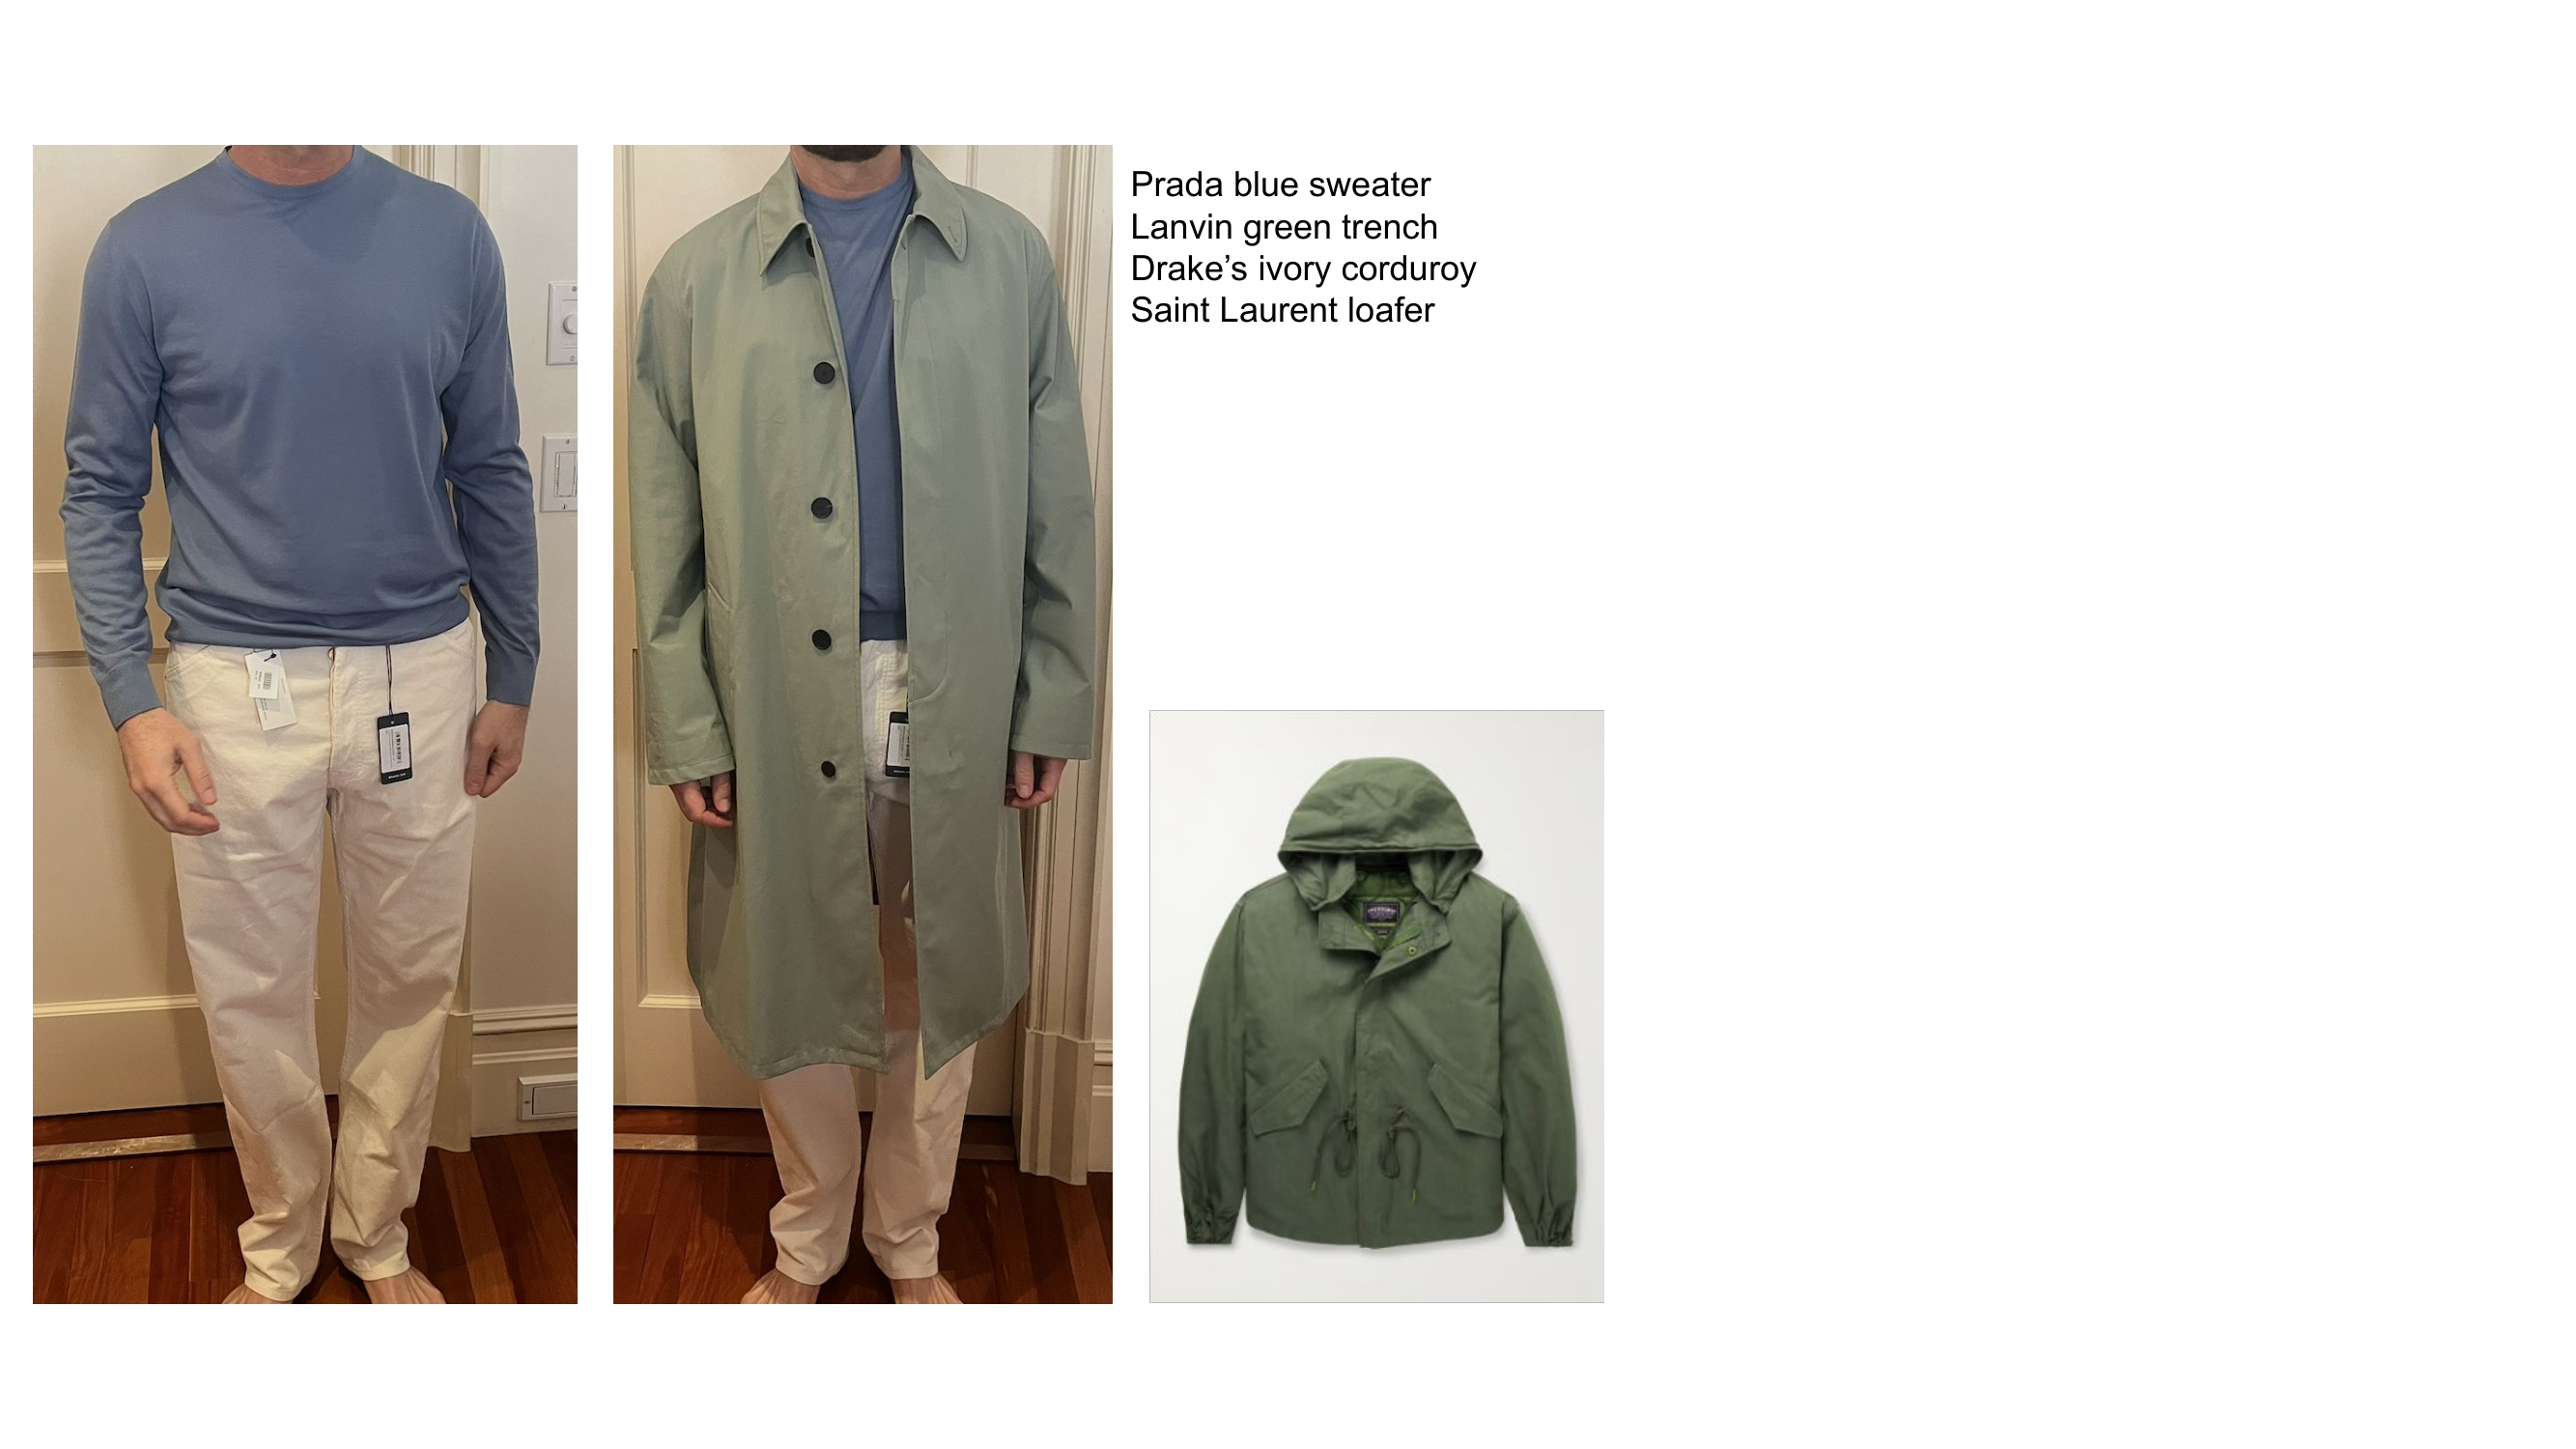 Prada blue sweater
Lanvin green trench
Drake’s ivory corduroy
Saint Laurent loafer